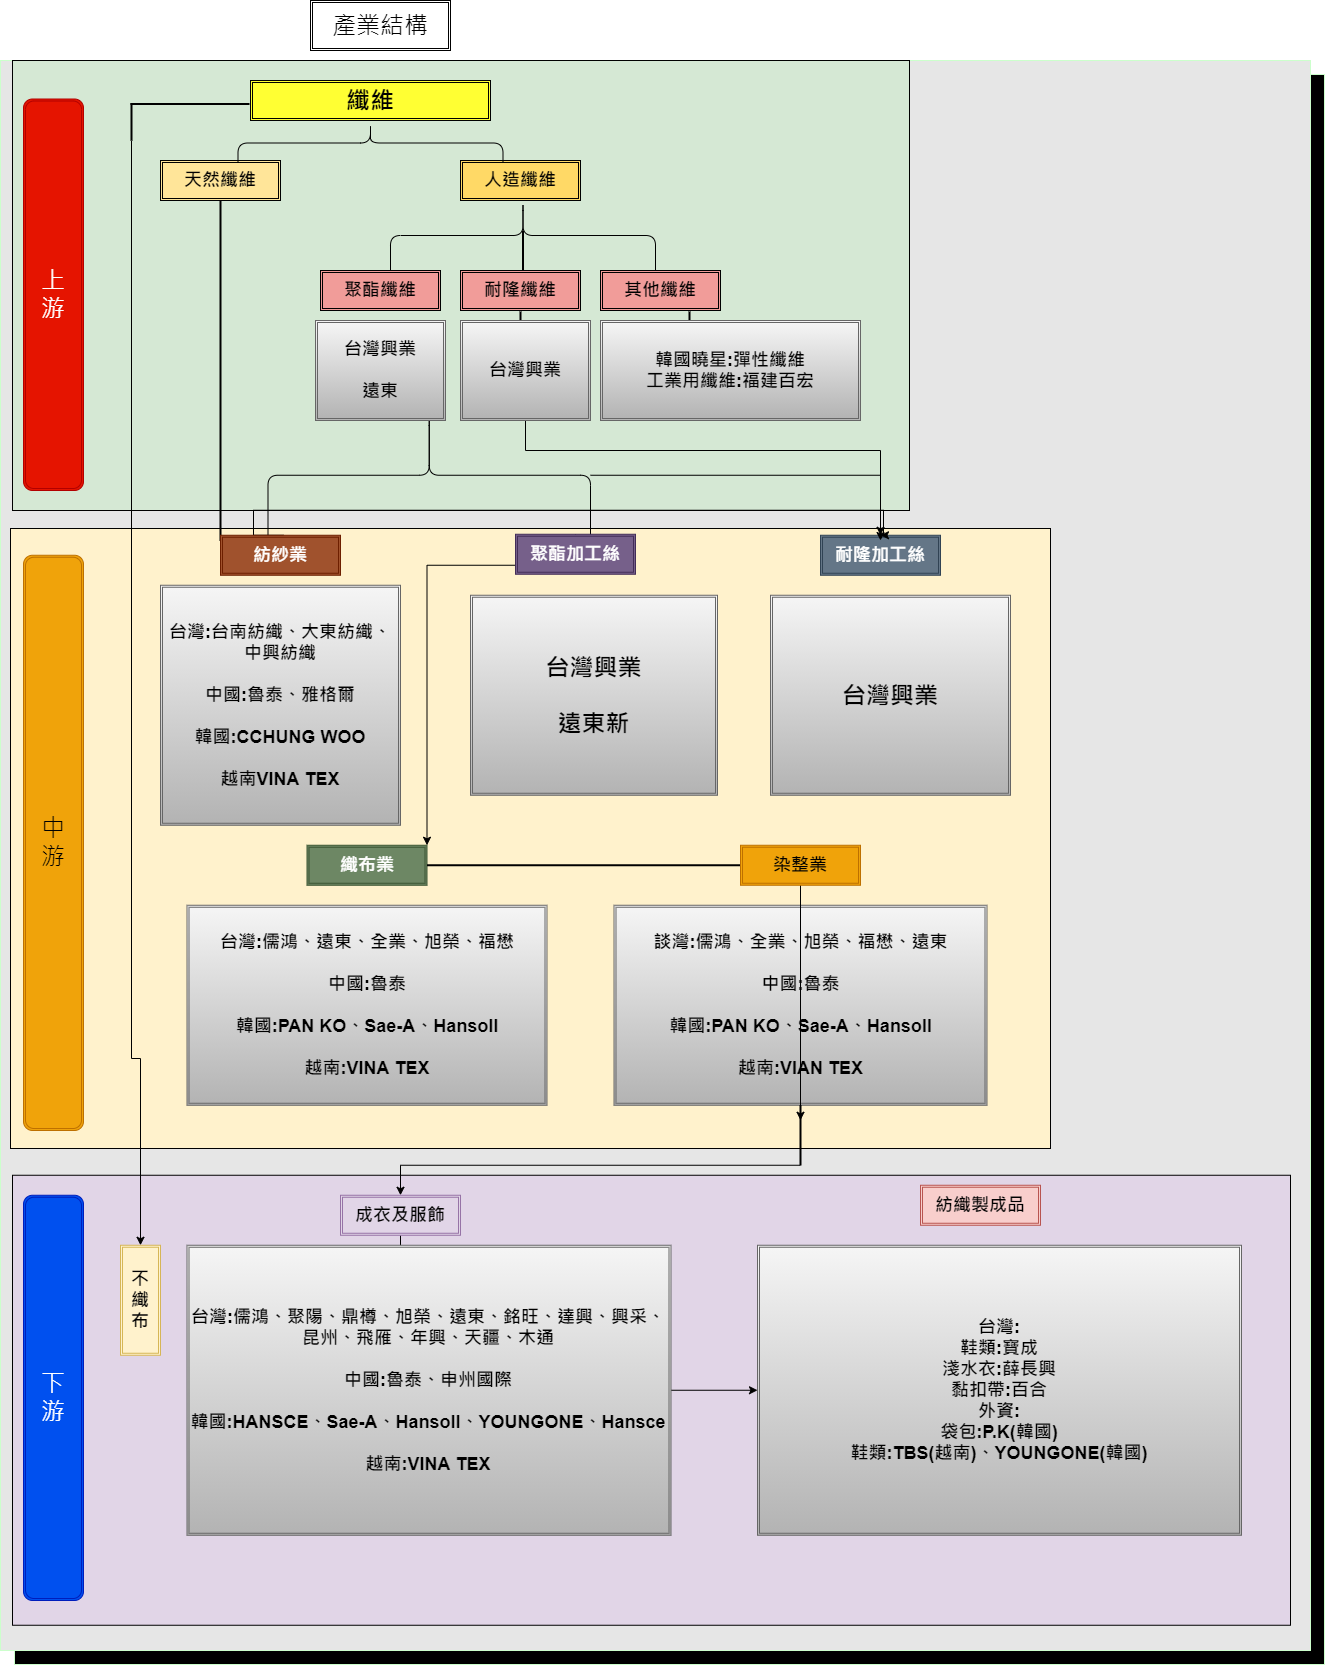 產業結構
上
游
纖維
天然纖維
人造纖維
聚酯纖維
耐隆纖維
其他纖維
台灣興業
遠東
台灣興業
韓國曉星:彈性纖維
工業用纖維:福建百宏
中
游
紡紗業
聚酯加工絲
耐隆加工絲
台灣:台南紡織、大東紡織、
中興紡織
中國:魯泰、雅格爾
韓國:CCHUNG WOO
越南VINA TEX
台灣興業
遠東新
台灣興業
織布業
染整業
台灣:儒鴻、遠東、全業、旭榮、福懋
中國:魯泰
韓國:PAN KO、Sae-A、Hansoll
越南:VINA TEX
談灣:儒鴻、全業、旭榮、福懋、遠東
中國:魯泰
韓國:PAN KO、Sae-A、Hansoll
越南:VIAN TEX
下
游
不
織
布
成衣及服飾
紡織製成品
台灣:儒鴻、聚陽、鼎樽、旭榮、遠東、銘旺、達興、興采、
昆州、飛雁、年興、天疆、木通
中國:魯泰、申州國際
韓國:HANSCE、Sae-A、Hansoll、YOUNGONE、Hansce
越南:VINA TEX
台灣:
鞋類:寶成
淺水衣:薛長興
黏扣帶:百合
外資:
袋包:P.K(韓國)
鞋類:TBS(越南)、YOUNGONE(韓國)